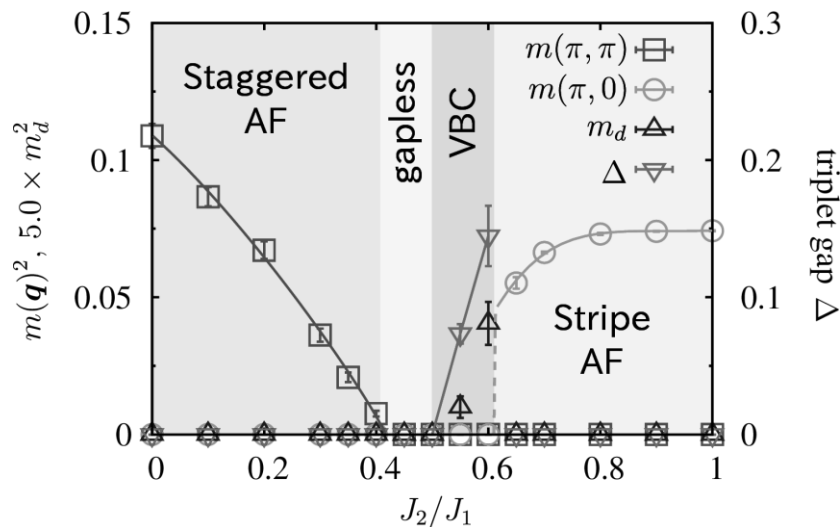 0.15
0.1
0.05
0
m(q)², 5.0 × m_d²
Staggered
AF
gapless
VBC
m(π, π)
m(π, 0)
m_d
Δ
Stripe
AF
0.3
0.2
0.1
0
triplet gap Δ
0 0.2 0.4 0.6 0.8 1
J₂/J₁